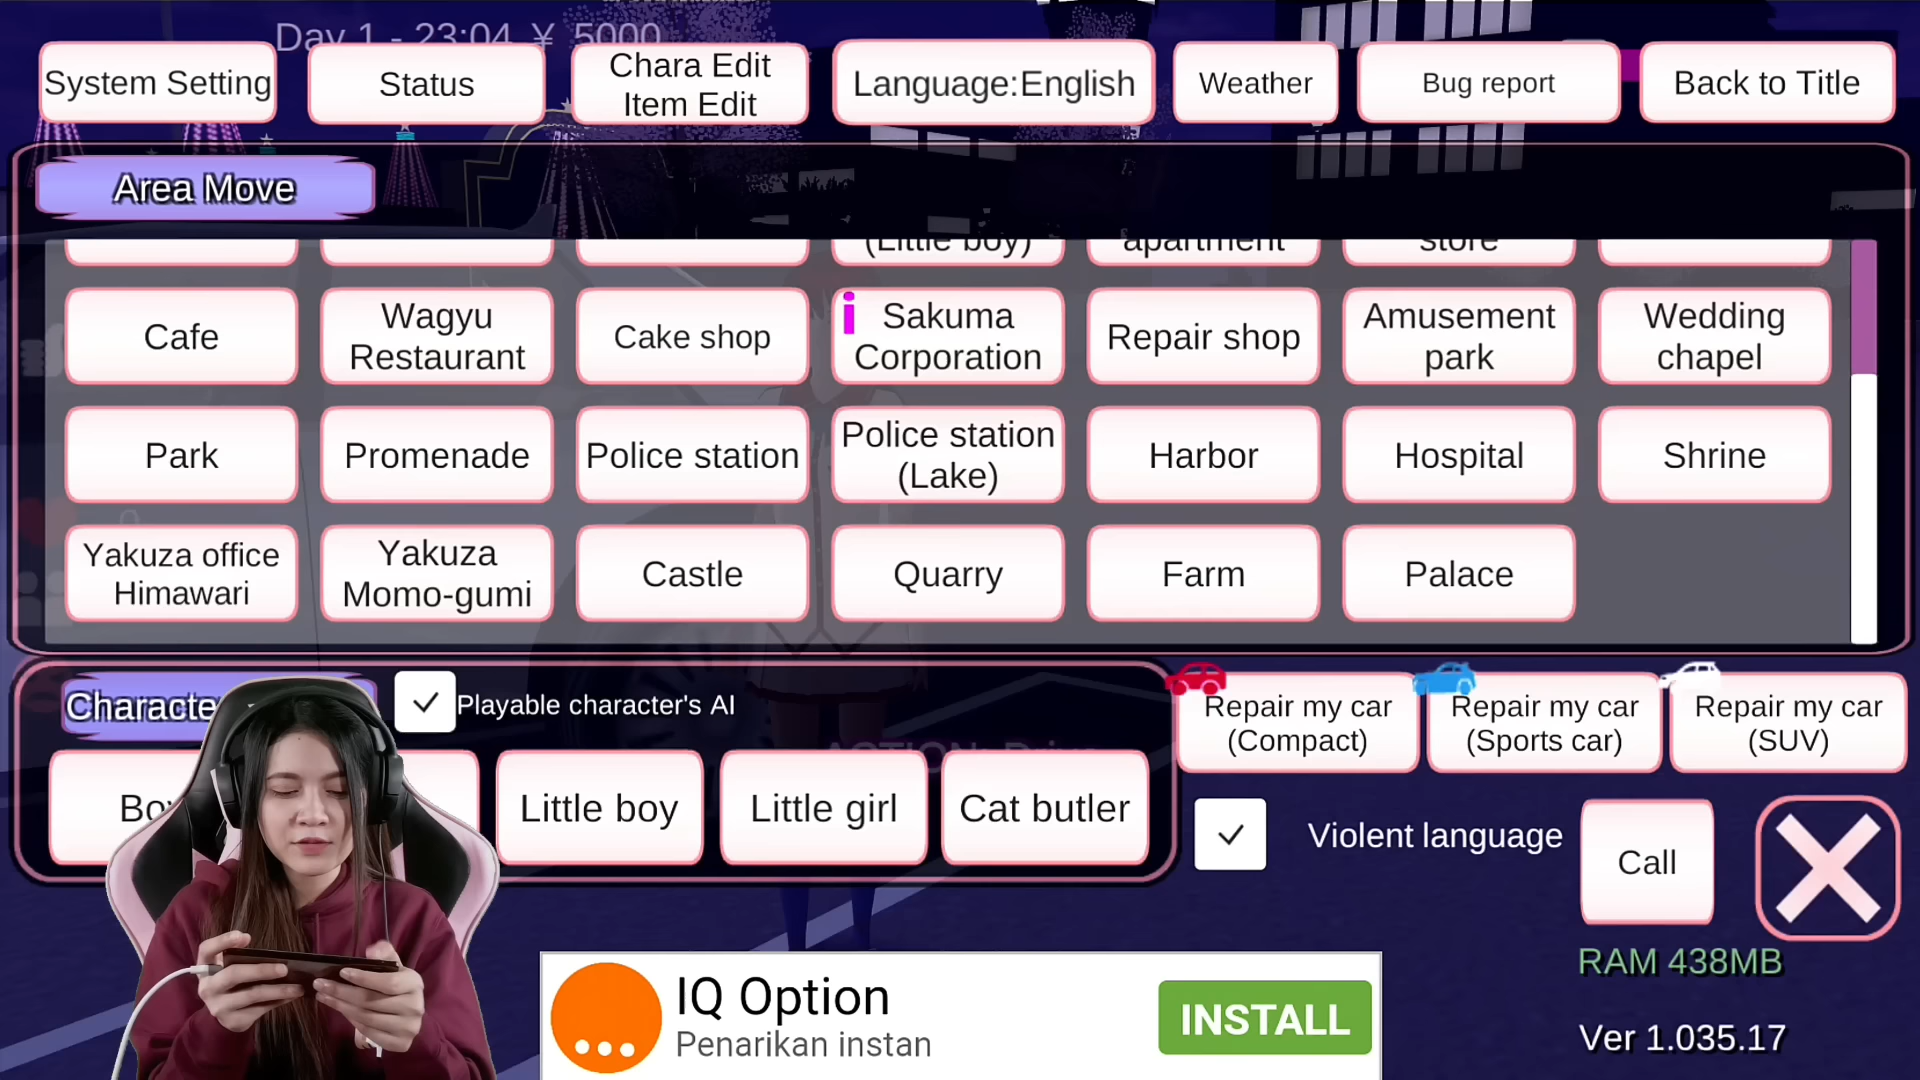 Day 1 - 23:04 ¥ 5000
System Setting
Status
Chara Edit
Item Edit
Language:English
Weather
Bug report
Back to Title
Area Move
(Little boy)
apartment
store
Cafe
Wagyu
Restaurant
Cake shop
i
Sakuma
Corporation
Repair shop
Amusement
park
Wedding
chapel
Park
Promenade
Police station
Police station
(Lake)
Harbor
Hospital
Shrine
Yakuza office
Himawari
Yakuza
Momo-gumi
Castle
Quarry
Farm
Palace
Playable character's AI
Repair my car
(Compact)
Repair my car
(Sports car)
Repair my car
(SUV)
Little boy
Little girl
Cat butler
Violent language
Call
RAM 438MB
IQ Option
Penarikan instan
INSTALL
Ver 1.035.17